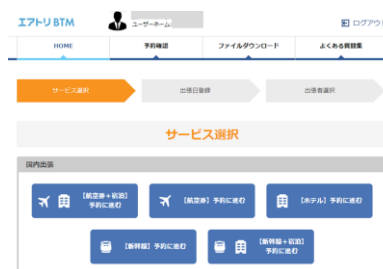 エアトリ BTM
ユーザーネーム
ログアウ
HOME
予約確認
ファイルダウンロード
よくある質問集
サービス選択
出張日登録
出張者選択
サービス選択
国内出張
【航空券+宿泊】
予約に進む
【航空券】予約に進む
【ホテル】予約に進む
【新幹線】予約に進む
【新幹線+宿泊】
予約に進む